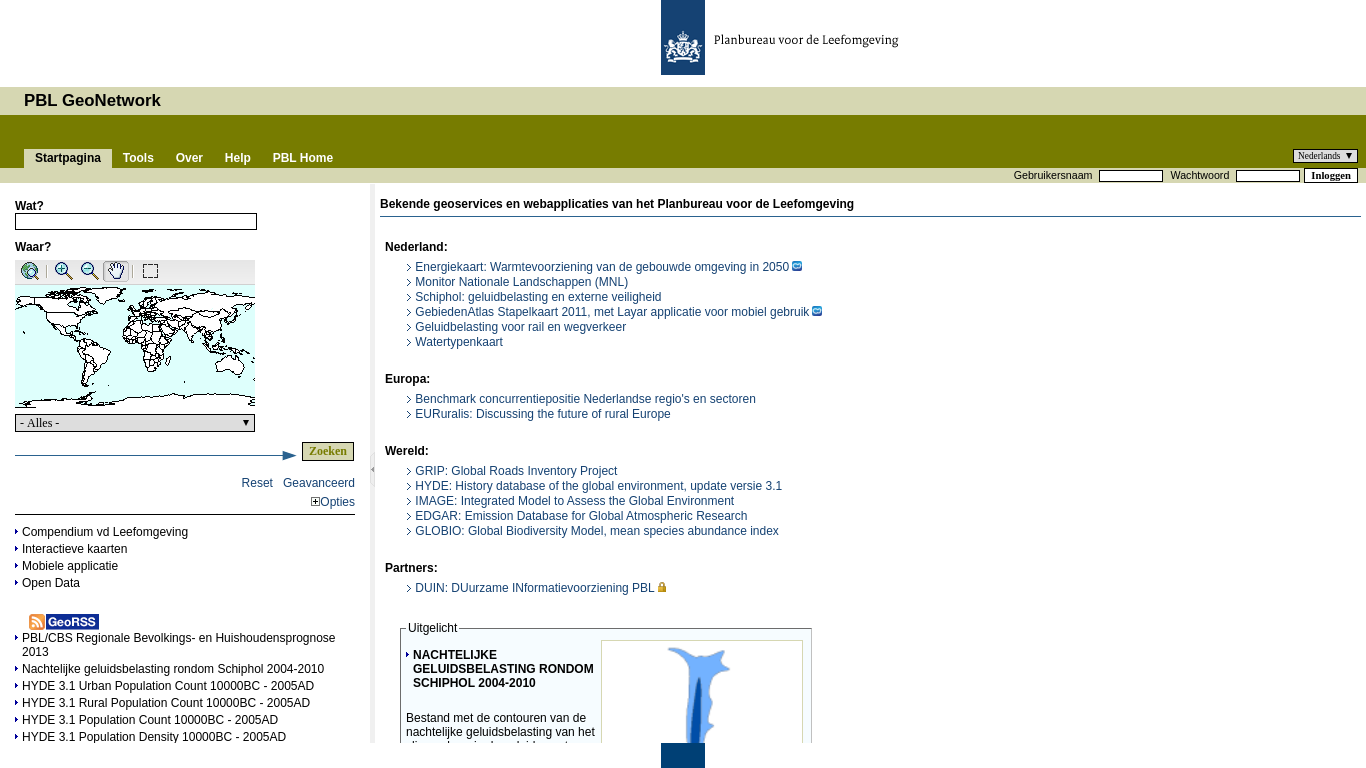 Planbureau voor de Leefomgeving
PBL GeoNetwork
Startpagina Tools Over Help PBL Home
Nederlands
Gebruikersnaam Wachtwoord Inloggen
Wat?
Waar?
- Alles -
Zoeken
Reset Geavanceerd
Opties
Compendium vd Leefomgeving
Interactieve kaarten
Mobiele applicatie
Open Data
GeoRSS
PBL/CBS Regionale Bevolkings- en Huishoudensprognose
2013
Nachtelijke geluidsbelasting rondom Schiphol 2004-2010
HYDE 3.1 Urban Population Count 10000BC - 2005AD
HYDE 3.1 Rural Population Count 10000BC - 2005AD
HYDE 3.1 Population Count 10000BC - 2005AD
HYDE 3.1 Population Density 10000BC - 2005AD
Bekende geoservices en webapplicaties van het Planbureau voor de Leefomgeving
Nederland:
Energiekaart: Warmtevoorziening van de gebouwde omgeving in 2050
Monitor Nationale Landschappen (MNL)
Schiphol: geluidbelasting en externe veiligheid
GebiedenAtlas Stapelkaart 2011, met Layar applicatie voor mobiel gebruik
Geluidbelasting voor rail en wegverkeer
Watertypenkaart
Europa:
Benchmark concurrentiepositie Nederlandse regio's en sectoren
EURuralis: Discussing the future of rural Europe
Wereld:
GRIP: Global Roads Inventory Project
HYDE: History database of the global environment, update versie 3.1
IMAGE: Integrated Model to Assess the Global Environment
EDGAR: Emission Database for Global Atmospheric Research
GLOBIO: Global Biodiversity Model, mean species abundance index
Partners:
DUIN: DUurzame INformatievoorziening PBL
Uitgelicht
NACHTELIJKE
GELUIDSBELASTING RONDOM
SCHIPHOL 2004-2010
Bestand met de contouren van de
nachtelijke geluidsbelasting van het